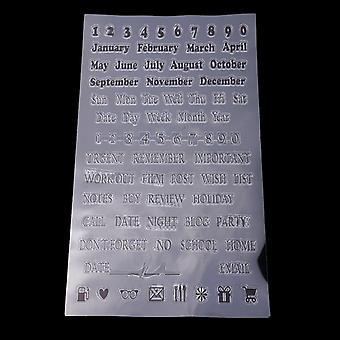 1 2 3 4 5 6 7 8 9 0
January February March April
May June July August October
September November December
Sun Mon Tue Wed Thu Fri Sat
Date Day Week Month Year
1 2 3 4 5 6 7 8 9 0
URGENT REMEMBER IMPORTANT
WORKOUT FILM POST WISH LIST
NOTES BUY REVIEW HOLIDAY
CALL DATE NIGHT BLOG PARTY
DON'T FORGET NO SCHOOL HOME
DATE EMAIL